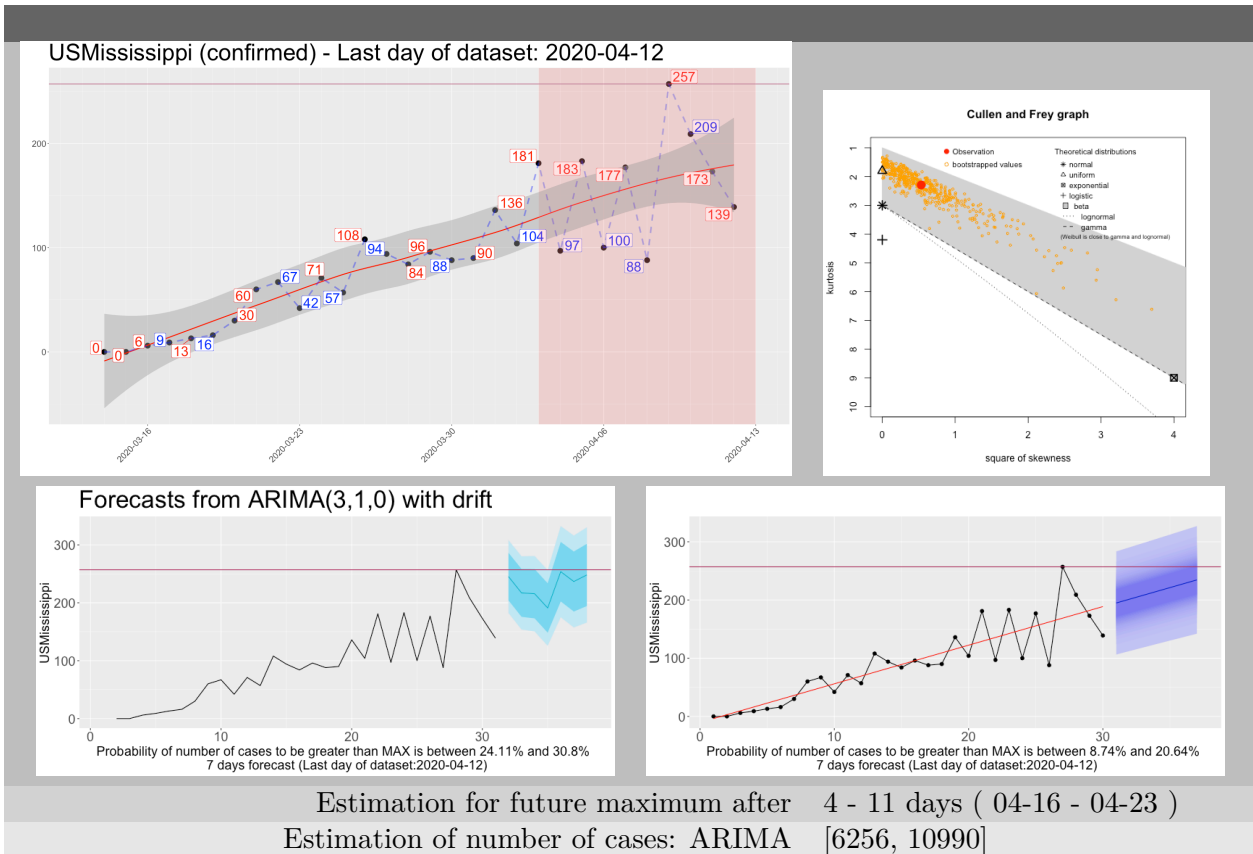 USMississippi (confirmed) - Last day of dataset: 2020-04-12
257
209
200
181
183
177
173
139
136
108
104
100
100
97
96
94
90
88
88
84
71
67
60
57
42
30
16
13
9
6
0
0
0
2020-03-16
2020-03-23
2020-03-30
2020-04-06
2020-04-13
Cullen and Frey graph
Observation
bootstrapped values
Theoretical distributions
normal
uniform
exponential
logistic
beta
lognormal
gamma
(Weibull is close to gamma and lognormal)
kurtosis
1
2
3
4
5
6
7
8
9
10
0
1
2
3
4
square of skewness
Forecasts from ARIMA(3,1,0) with drift
USMississippi
300
200
100
0
0
10
20
30
Probability of number of cases to be greater than MAX is between 24.11% and 30.8%
7 days forecast (Last day of dataset:2020-04-12)
USMississippi
300
200
100
0
0
10
20
30
Probability of number of cases to be greater than MAX is between 8.74% and 20.64%
7 days forecast (Last day of dataset:2020-04-12)
Estimation for future maximum after 4 - 11 days ( 04-16 - 04-23 )
Estimation of number of cases: ARIMA [6256, 10990]